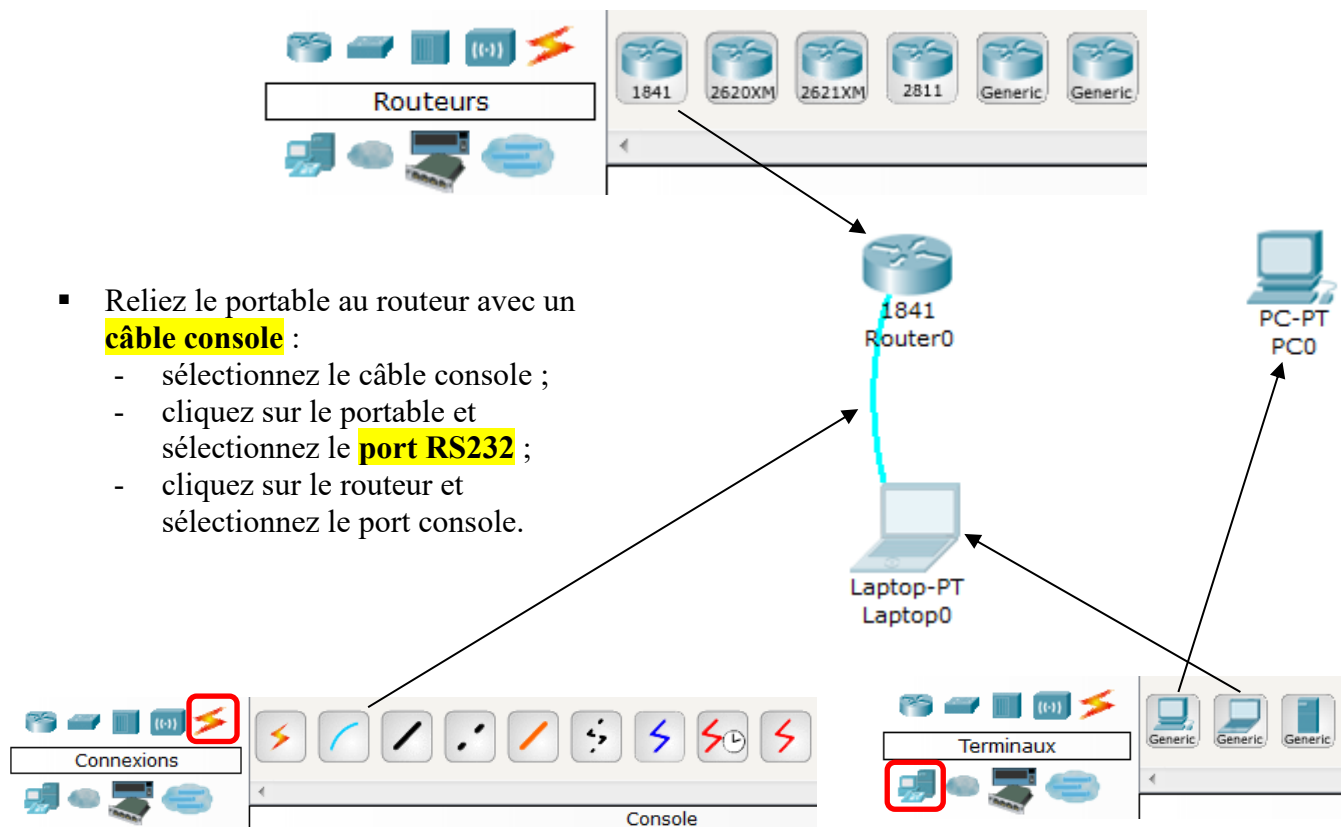 Routeurs
1841
2620XM
2621XM
2811
Generic
Generic
▪ Reliez le portable au routeur avec un
câble console :
- sélectionnez le câble console ;
- cliquez sur le portable et
sélectionnez le port RS232 ;
- cliquez sur le routeur et
sélectionnez le port console.
1841
Router0
PC-PT
PC0
Laptop-PT
Laptop0
Connexions
Console
Terminaux
Generic
Generic
Generic